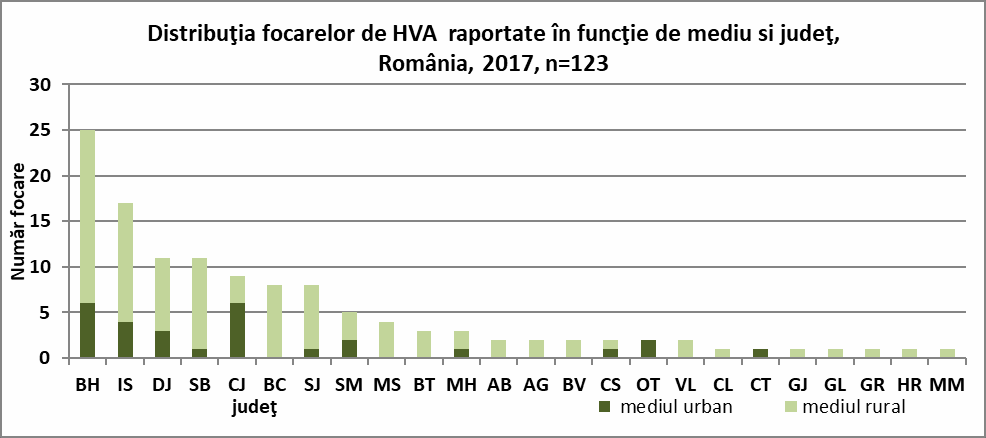 Distribuţia focarelor de HVA raportate în funcţie de mediu si judeţ,
România, 2017, n=123
30
25
20
15
10
5
0
Număr focare
BH IS DJ SB CJ BC SJ SM MS BT MH AB AG BV CS OT VL CL CT GJ GL GR HR MM
judeţ
mediul urban mediul rural